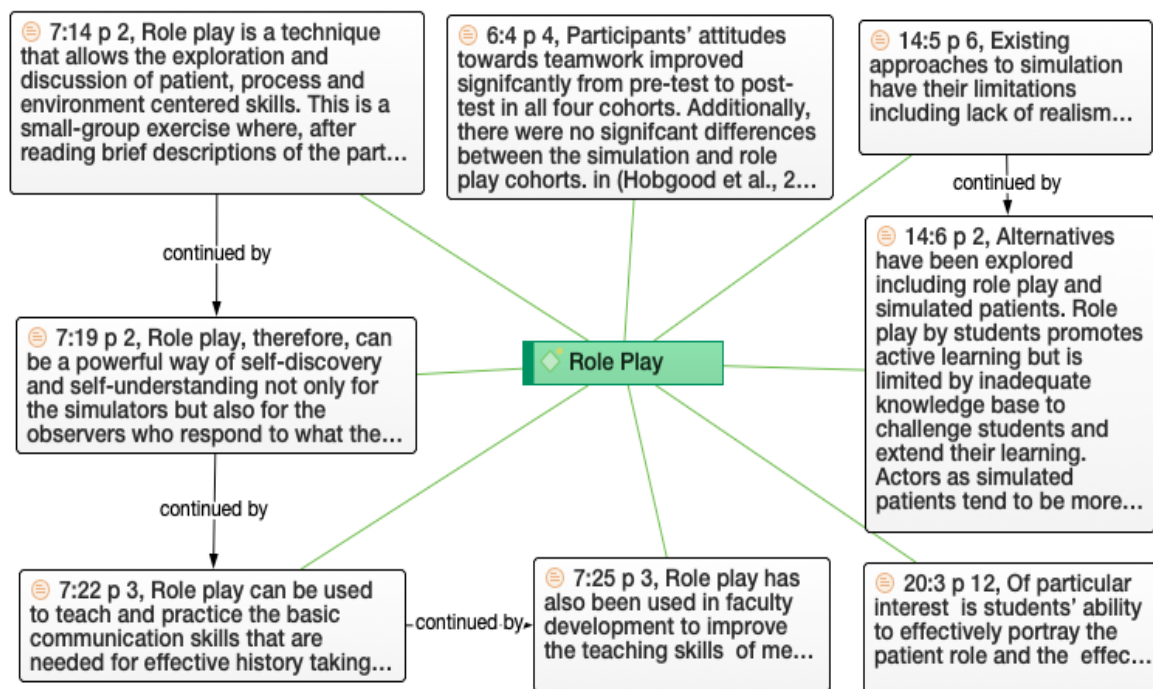 7:14 p 2, Role play is a technique
that allows the exploration and
discussion of patient, process and
environment centered skills. This is a
small-group exercise where, after
reading brief descriptions of the part...
6:4 p 4, Participants' attitudes
towards teamwork improved
signifcantly from pre-test to post-
test in all four cohorts. Additionally,
there were no signifcant differences
between the simulation and role
play cohorts. in (Hobgood et al., 2...
14:5 p 6, Existing
approaches to simulation
have their limitations
including lack of realism...
continued by
continued by
14:6 p 2, Alternatives
have been explored
including role play and
simulated patients. Role
play by students promotes
active learning but is
limited by inadequate
knowledge base to
challenge students and
extend their learning.
Actors as simulated
patients tend to be more...
7:19 p 2, Role play, therefore, can
be a powerful way of self-discovery
and self-understanding not only for
the simulators but also for the
observers who respond to what the...
Role Play
continued by
7:22 p 3, Role play can be used
to teach and practice the basic
communication skills that are
needed for effective history taking...
continued by
7:25 p 3, Role play has
also been used in faculty
development to improve
the teaching skills of me...
20:3 p 12, Of particular
interest is students' ability
to effectively portray the
patient role and the effec...